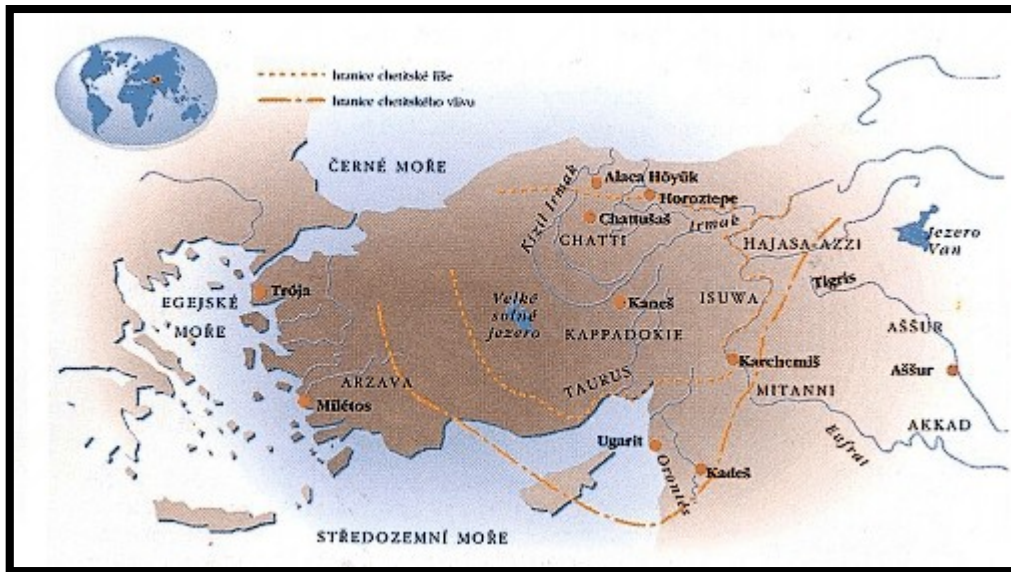 hranice chetitské říše
hranice chetitského vlivu
ČERNÉ MOŘE
Alaca Höyük
Kizil Irmak
Horoztepe
Chattušaš
Irmak
CHATTI
HAJASA-AZZI
Jezero
Van
EGEJSKÉ
MOŘE
Trója
Velké
solné
jezero
Kaneš
ISUWA
Tigris
KAPPADOKIE
AŠŠUR
Karchemiš
Aššur
ARZAVA
TAURUS
MITANNI
Milétos
AKKAD
Eufrat
Ugarit
Orontés
Kadeš
STŘEDOZEMNÍ MOŘE